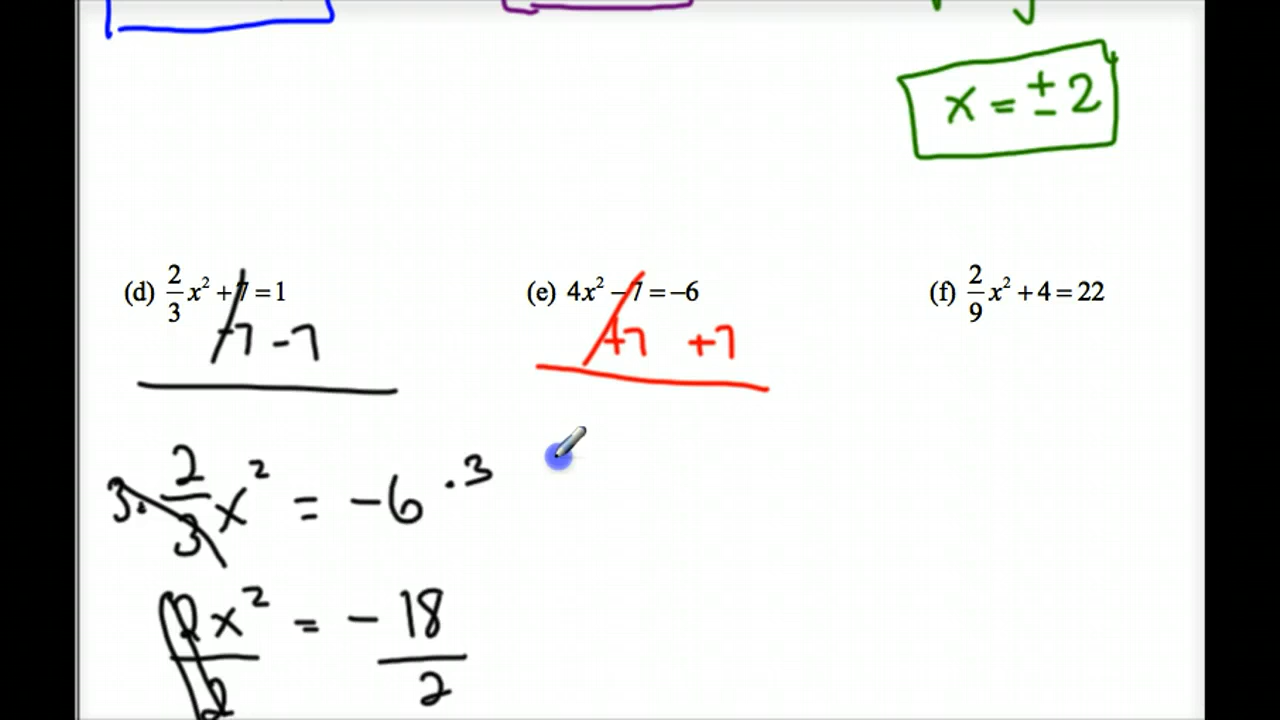 x = ± 2
(d) 2/3 x² + 7 = 1
(e) 4x² − 7 = −6
(f) 2/9 x² + 4 = 22
-7 -7
+7 +7
3 · 2/3 x² = -6 · 3
2x²/2 = -18/2